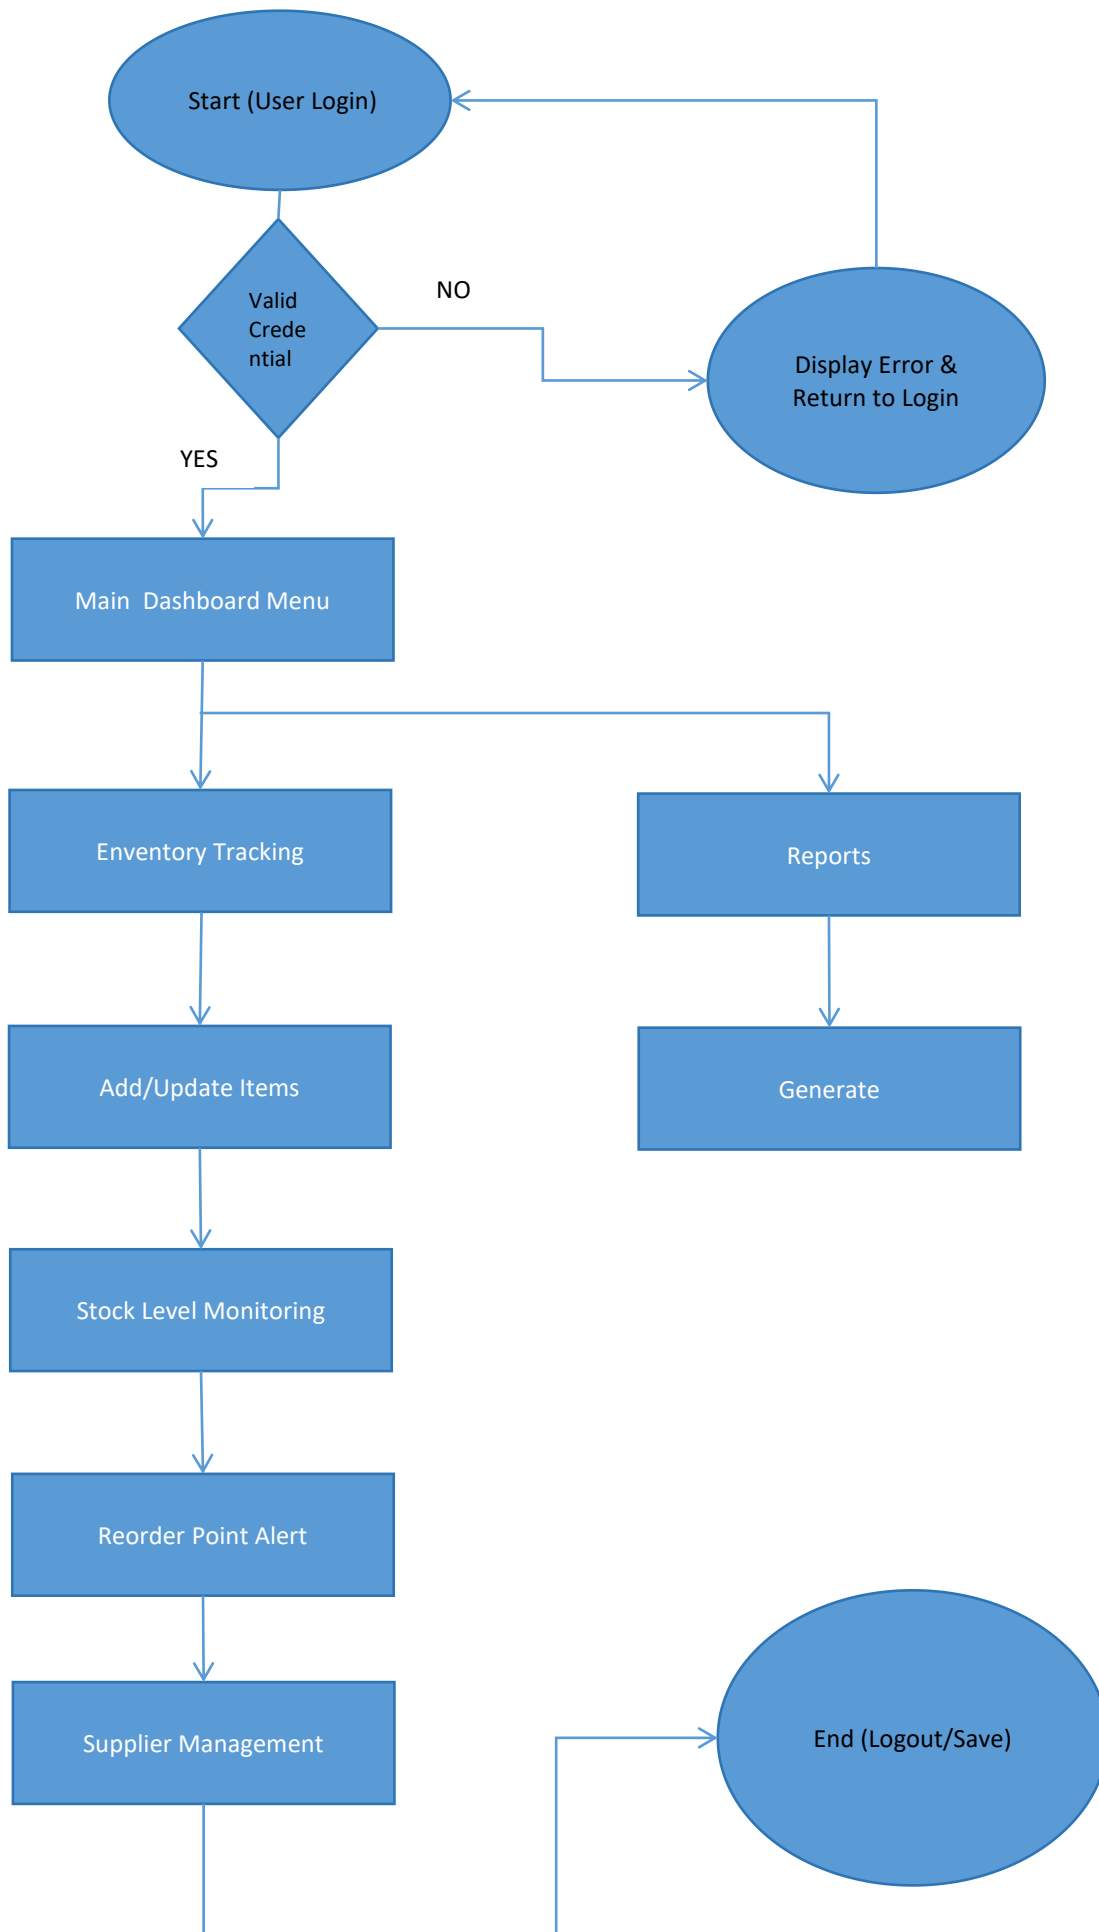 Start (User Login)
Valid
Crede
ntial
NO
Display Error &
Return to Login
YES
Main  Dashboard Menu
Enventory Tracking
Reports
Add/Update Items
Generate
Stock Level Monitoring
Reorder Point Alert
Supplier Management
End (Logout/Save)